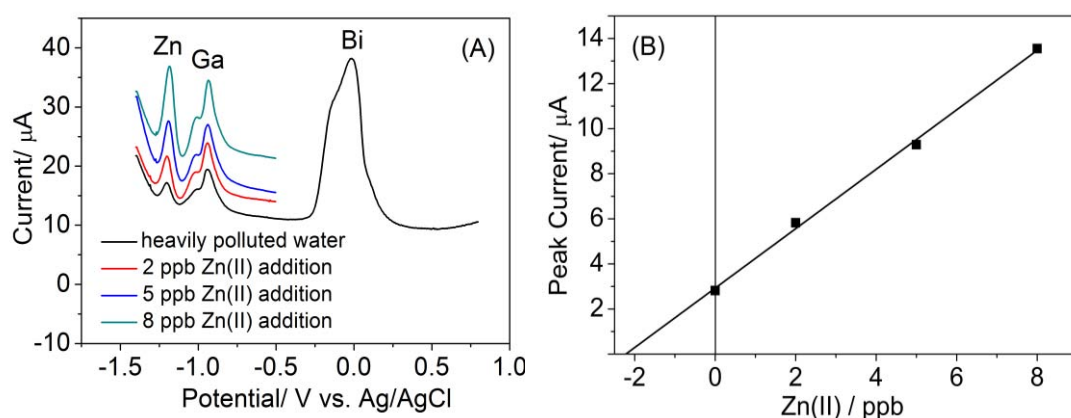 (A)
Zn
Ga
Bi
Current/ μA
40
30
20
10
0
-10
heavily polluted water
2 ppb Zn(II) addition
5 ppb Zn(II) addition
8 ppb Zn(II) addition
-1.5 -1.0 -0.5 0.0 0.5 1.0
Potential/ V vs. Ag/AgCl
(B)
Peak Current/ μA
14
12
10
8
6
4
2
-2 0 2 4 6 8
Zn(II) / ppb